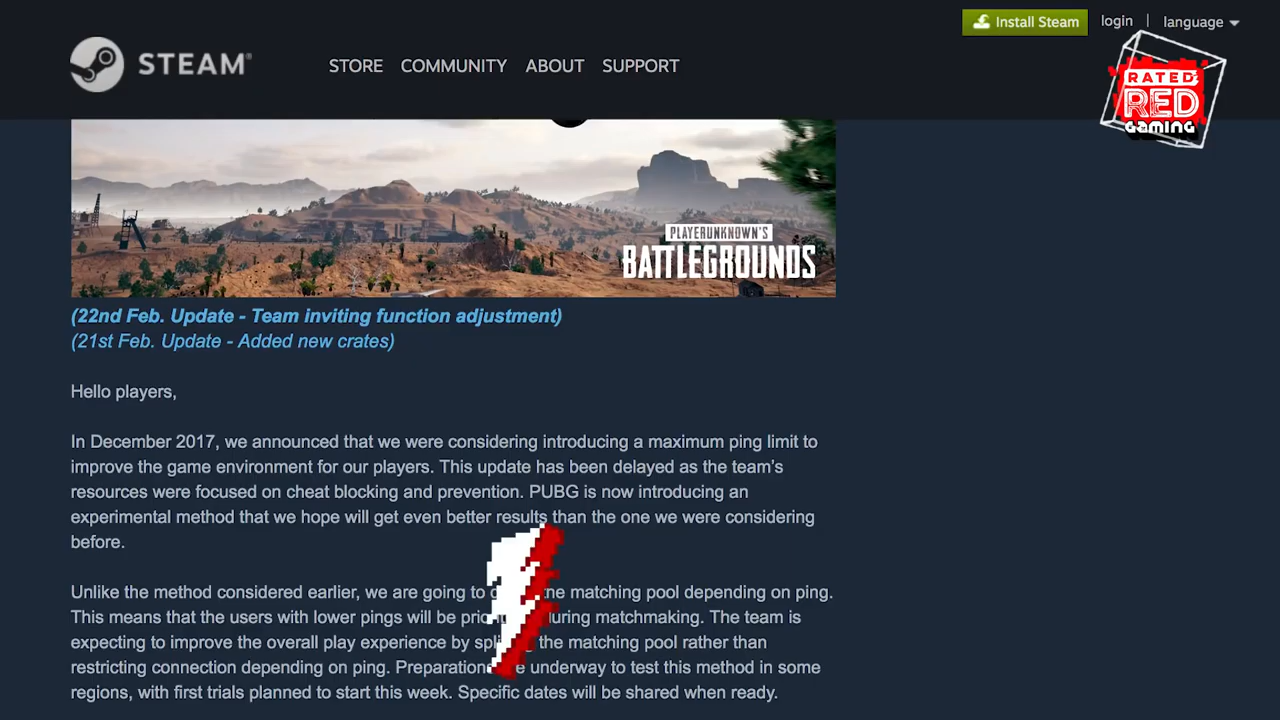 Install Steam
login
language
STEAM
STORE
COMMUNITY
ABOUT
SUPPORT
RATED
RED
GAMING
PLAYERUNKNOWN'S
BATTLEGROUNDS
(22nd Feb. Update - Team inviting function adjustment)
(21st Feb. Update - Added new crates)
Hello players,
In December 2017, we announced that we were considering introducing a maximum ping limit to
improve the game environment for our players. This update has been delayed as the team's
resources were focused on cheat blocking and prevention. PUBG is now introducing an
experimental method that we hope will get even better results than the one we were considering
before.
Unlike the method considered earlier, we are going to the matching pool depending on ping.
This means that the users with lower pings will be during matchmaking. The team is
expecting to improve the overall play experience by the matching pool rather than
restricting connection depending on ping. underway to test this method in some
regions, with first trials planned to start this week. Specific dates will be shared when ready.